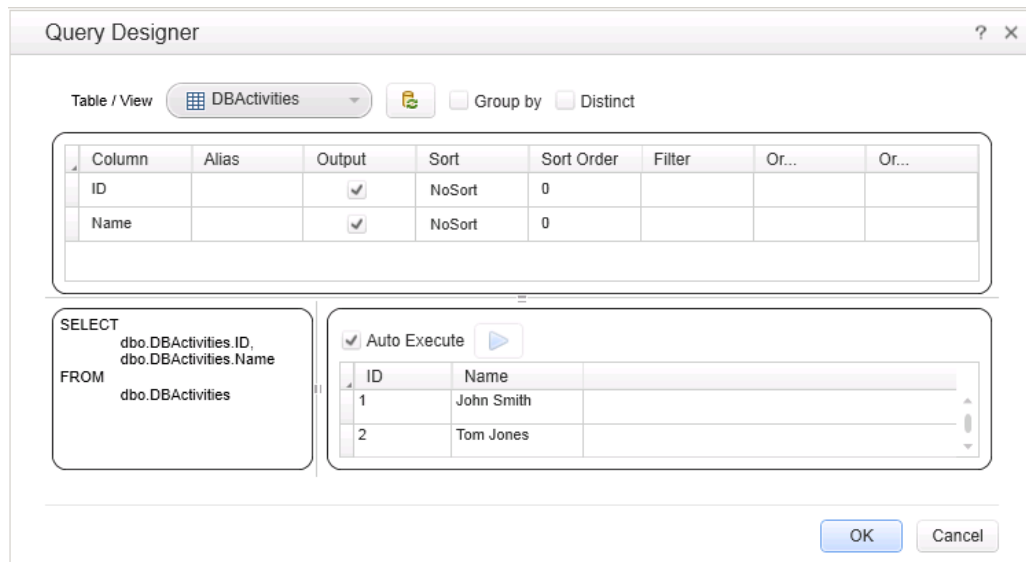 Query Designer ? ×
Table / View DBActivities Group by Distinct
Column Alias Output Sort Sort Order Filter Or... Or...
ID NoSort 0
Name NoSort 0
SELECT
dbo.DBActivities.ID,
dbo.DBActivities.Name
FROM
dbo.DBActivities
Auto Execute
ID Name
1 John Smith
2 Tom Jones
OK Cancel